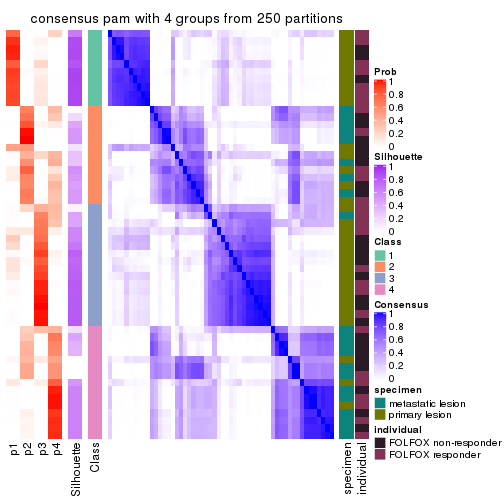 consensus pam with 4 groups from 250 partitions
Prob
1
0.8
0.6
0.4
0.2
0
Silhouette
0.8
0.6
0.4
0.2
0
Class
1
2
3
4
Consensus
1
0.8
0.6
0.4
0.2
0
specimen
metastatic lesion
primary lesion
individual
FOLFOX non-responder
FOLFOX responder
p1
p2
p3
p4
Silhouette
Class
specimen
individual